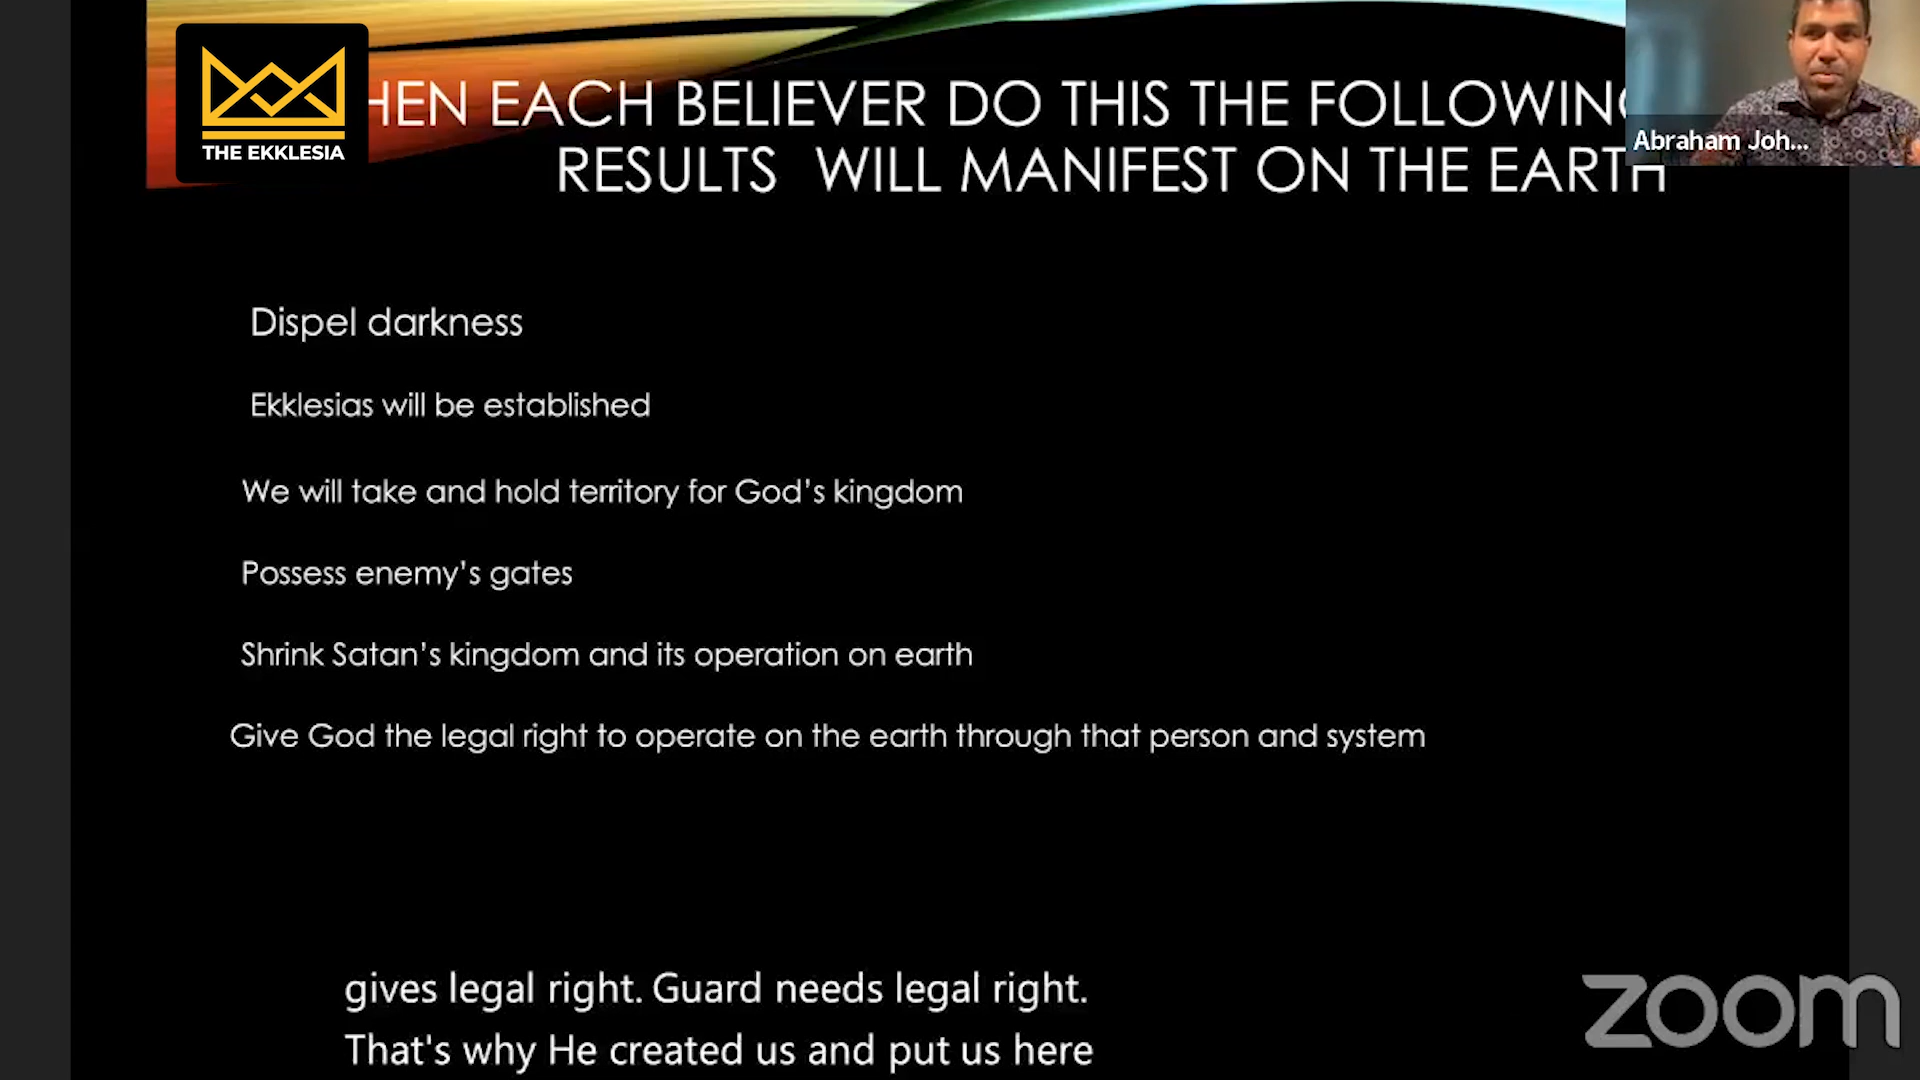 THE EKKLESIA
HEN EACH BELIEVER DO THIS THE FOLLOWING
RESULTS WILL MANIFEST ON THE EARTH
Abraham Joh...
Dispel darkness
Ekklesias will be established
We will take and hold territory for God's kingdom
Possess enemy's gates
Shrink Satan's kingdom and its operation on earth
Give God the legal right to operate on the earth through that person and system
gives legal right. Guard needs legal right.
That's why He created us and put us here
zoom